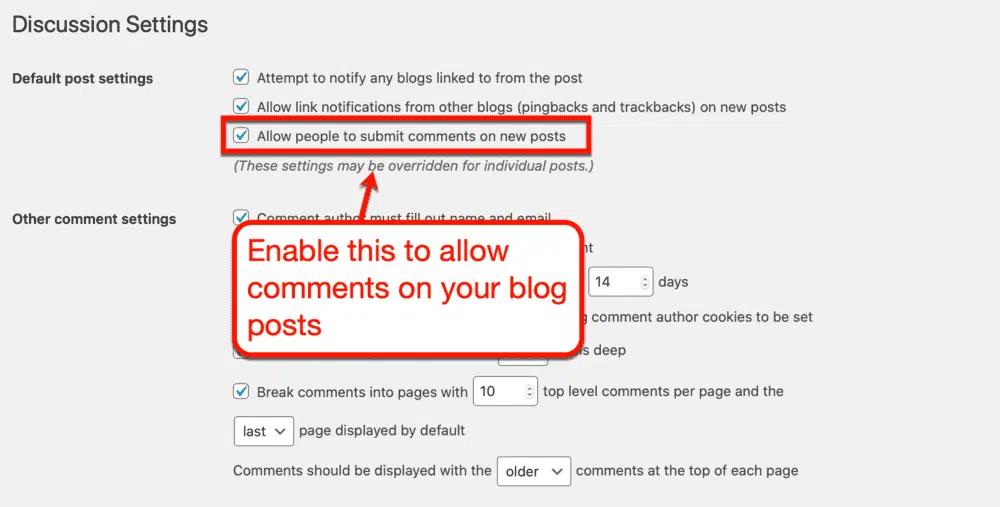 Discussion Settings
Default post settings
Attempt to notify any blogs linked to from the post
Allow link notifications from other blogs (pingbacks and trackbacks) on new posts
Allow people to submit comments on new posts
(These settings may be overridden for individual posts.)
Other comment settings
Comment author must fill out name and email
Enable this to allow
comments on your blog
posts
14 days
comment author cookies to be set
deep
Break comments into pages with 10 top level comments per page and the
last page displayed by default
Comments should be displayed with the older comments at the top of each page